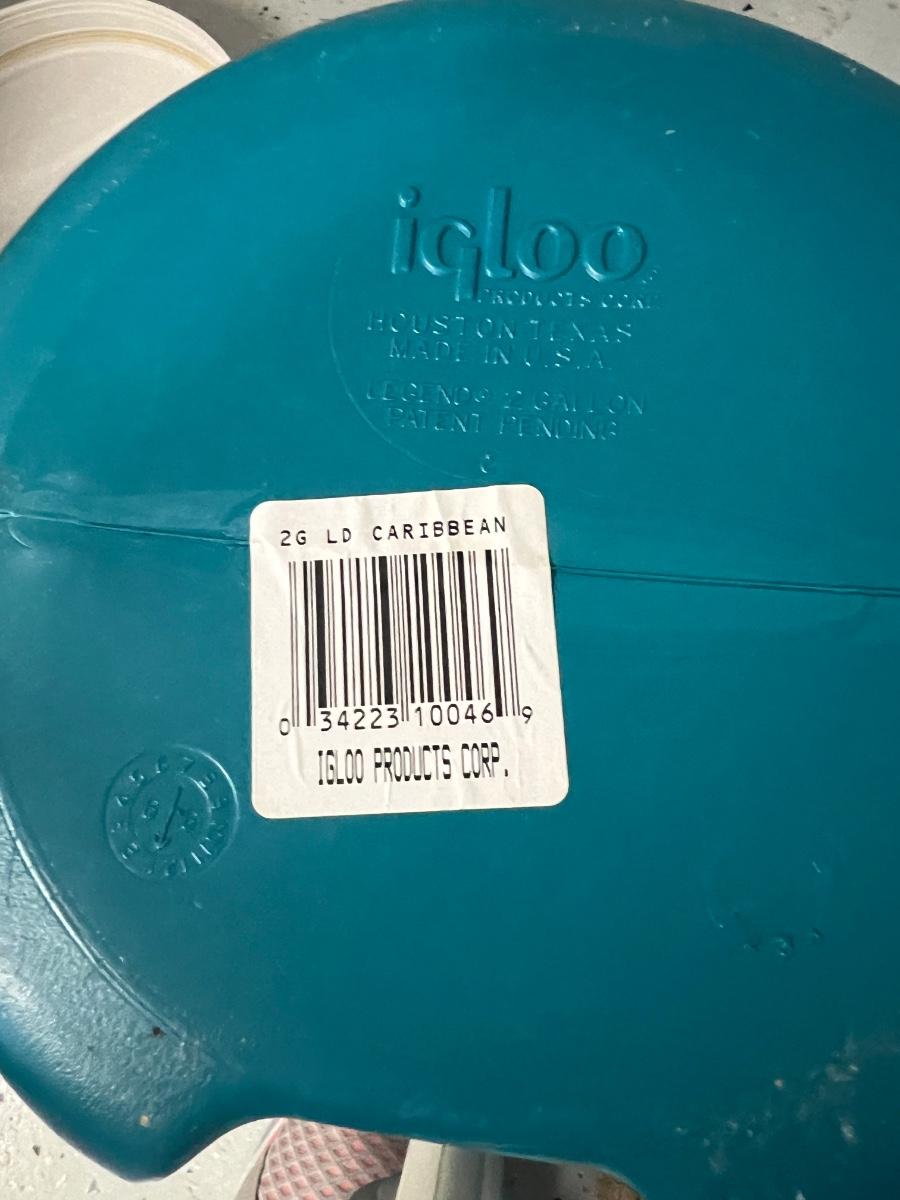 igloo
PRODUCTS CORP.
HOUSTON TEXAS
MADE IN U.S.A.
LEGEND® 2 GALLON
PATENT PENDING
2G LD CARIBBEAN
0 34223 10046 9
IGLOO PRODUCTS CORP.